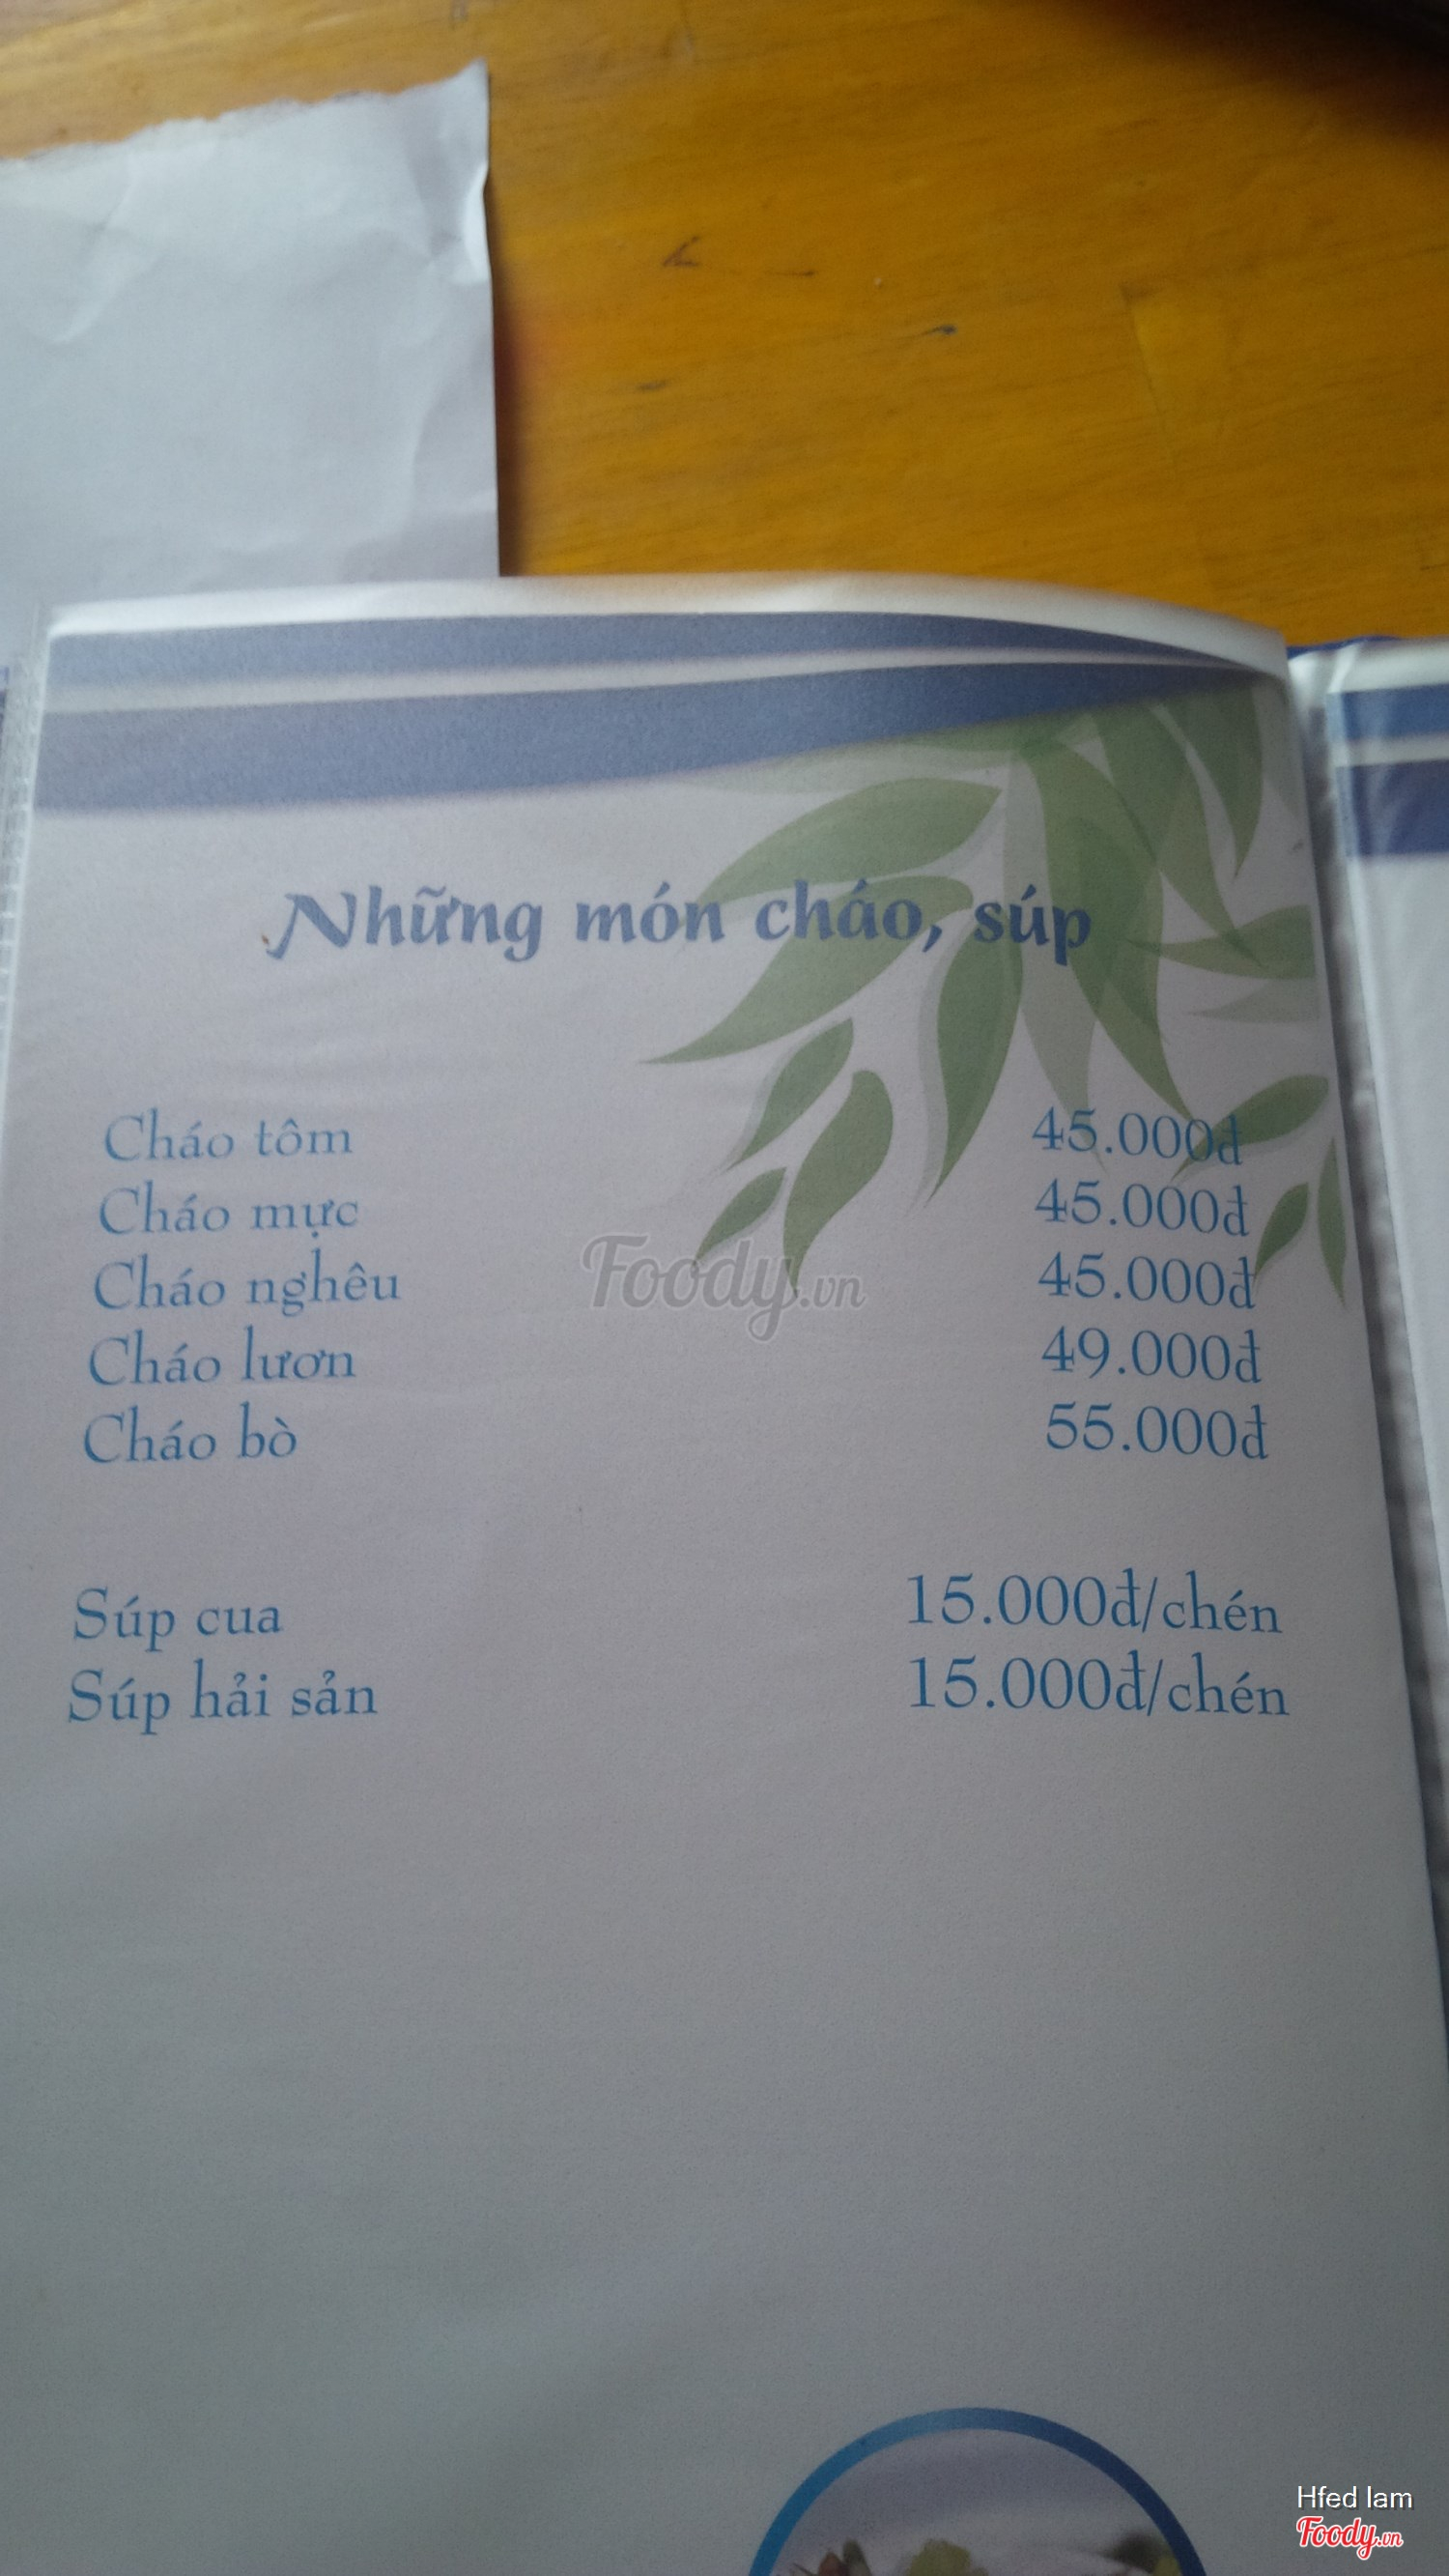 Những món cháo, súp
Cháo tôm 45.000đ
Cháo mực 45.000đ
Cháo nghêu 45.000đ
Cháo lươn 49.000đ
Cháo bò 55.000đ
Súp cua 15.000đ/chén
Súp hải sản 15.000đ/chén
Foody.vn
Hfed lam
Foody.vn